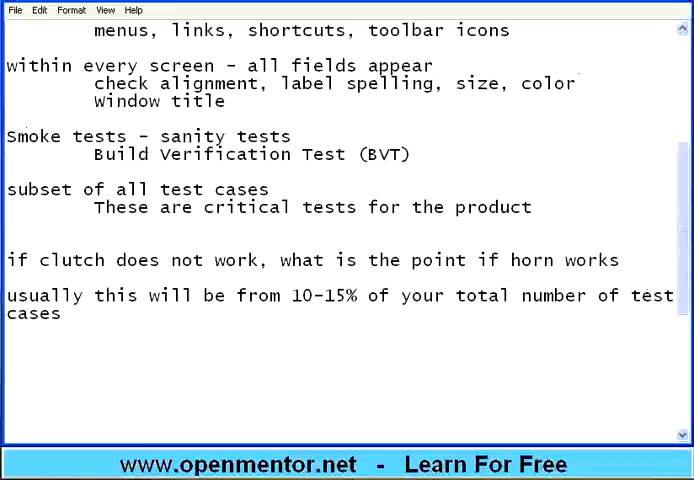 File Edit Format View Help
menus, links, shortcuts, toolbar icons
within every screen - all fields appear
check alignment, label spelling, size, color
Window title
Smoke tests - sanity tests
Build Verification Test (BVT)
subset of all test cases
These are critical tests for the product
if clutch does not work, what is the point if horn works
usually this will be from 10-15% of your total number of test
cases
www.openmentor.net - Learn For Free